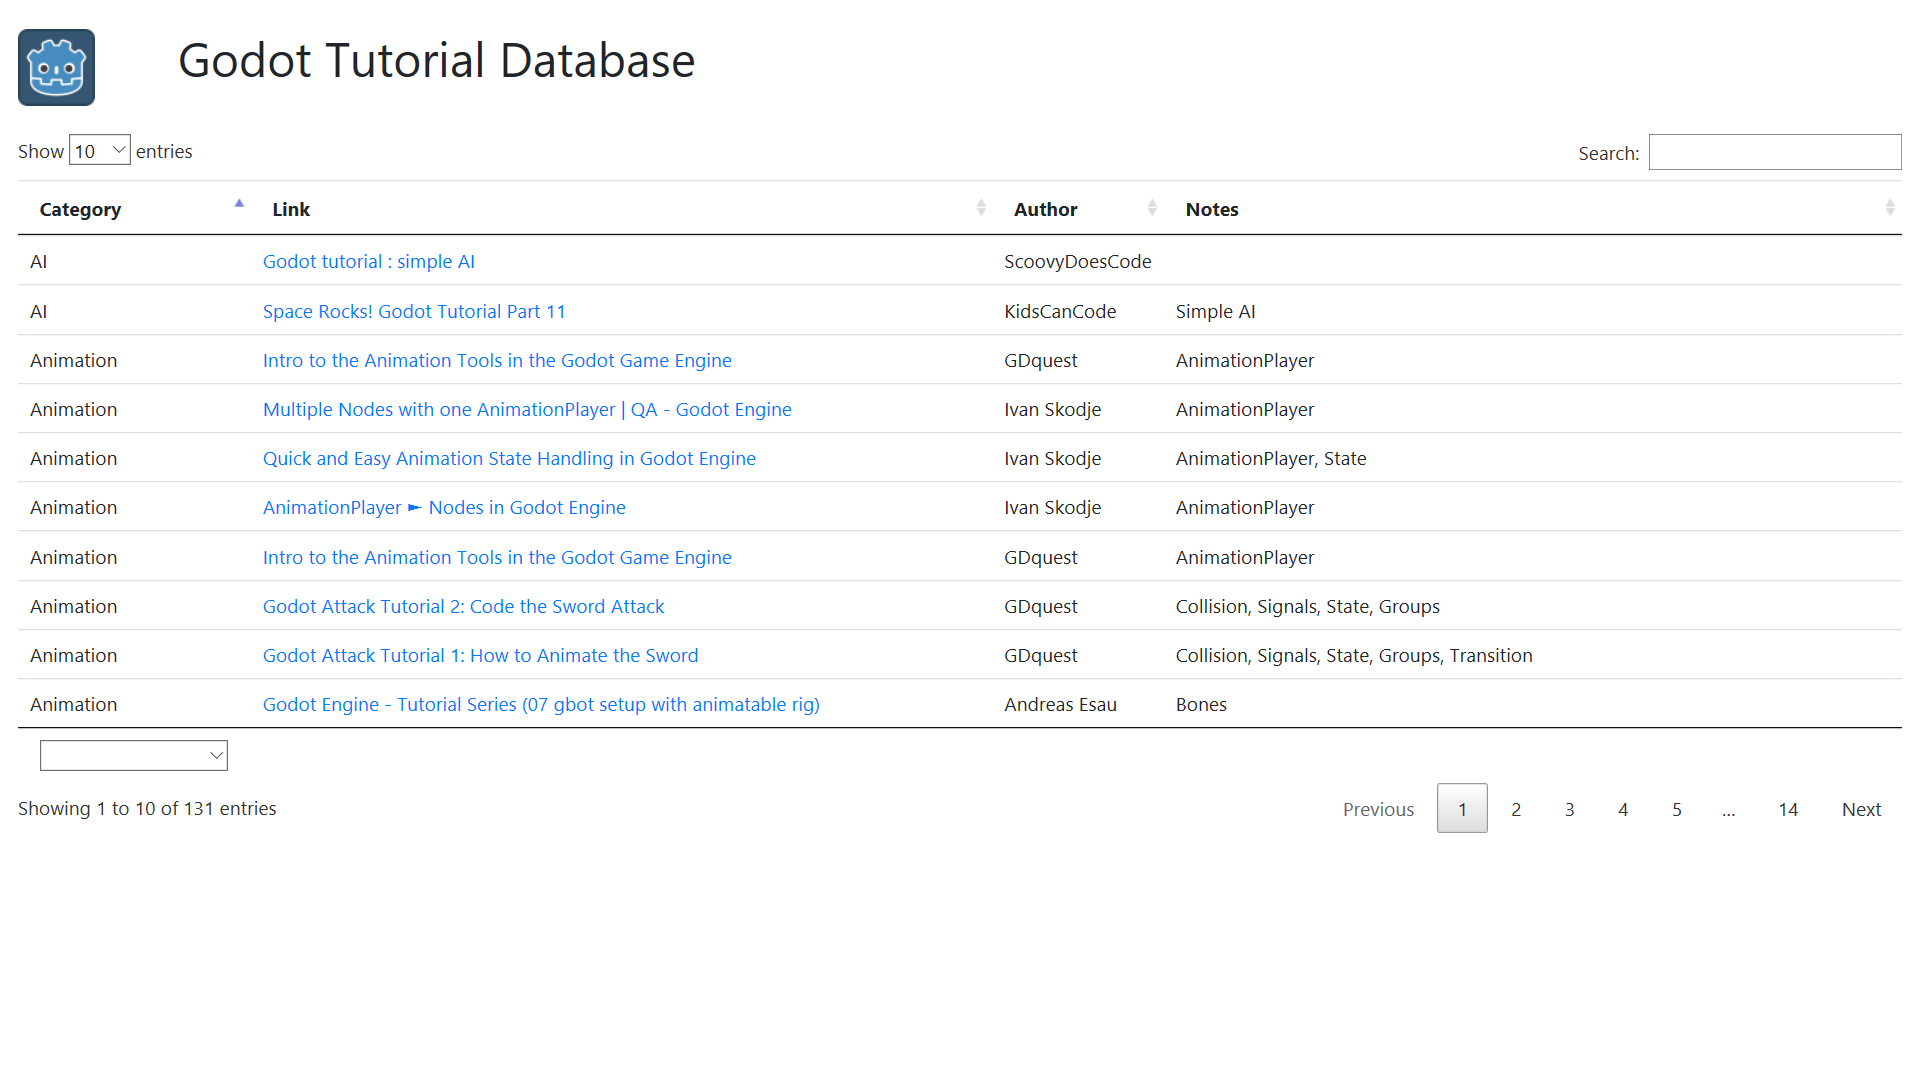 Godot Tutorial Database
Show 10 entries
Search:
Category Link Author Notes
AI Godot tutorial : simple AI ScoovyDoesCode
AI Space Rocks! Godot Tutorial Part 11 KidsCanCode Simple AI
Animation Intro to the Animation Tools in the Godot Game Engine GDquest AnimationPlayer
Animation Multiple Nodes with one AnimationPlayer | QA - Godot Engine Ivan Skodje AnimationPlayer
Animation Quick and Easy Animation State Handling in Godot Engine Ivan Skodje AnimationPlayer, State
Animation AnimationPlayer ► Nodes in Godot Engine Ivan Skodje AnimationPlayer
Animation Intro to the Animation Tools in the Godot Game Engine GDquest AnimationPlayer
Animation Godot Attack Tutorial 2: Code the Sword Attack GDquest Collision, Signals, State, Groups
Animation Godot Attack Tutorial 1: How to Animate the Sword GDquest Collision, Signals, State, Groups, Transition
Animation Godot Engine - Tutorial Series (07 gbot setup with animatable rig) Andreas Esau Bones
Showing 1 to 10 of 131 entries
Previous 1 2 3 4 5 ... 14 Next